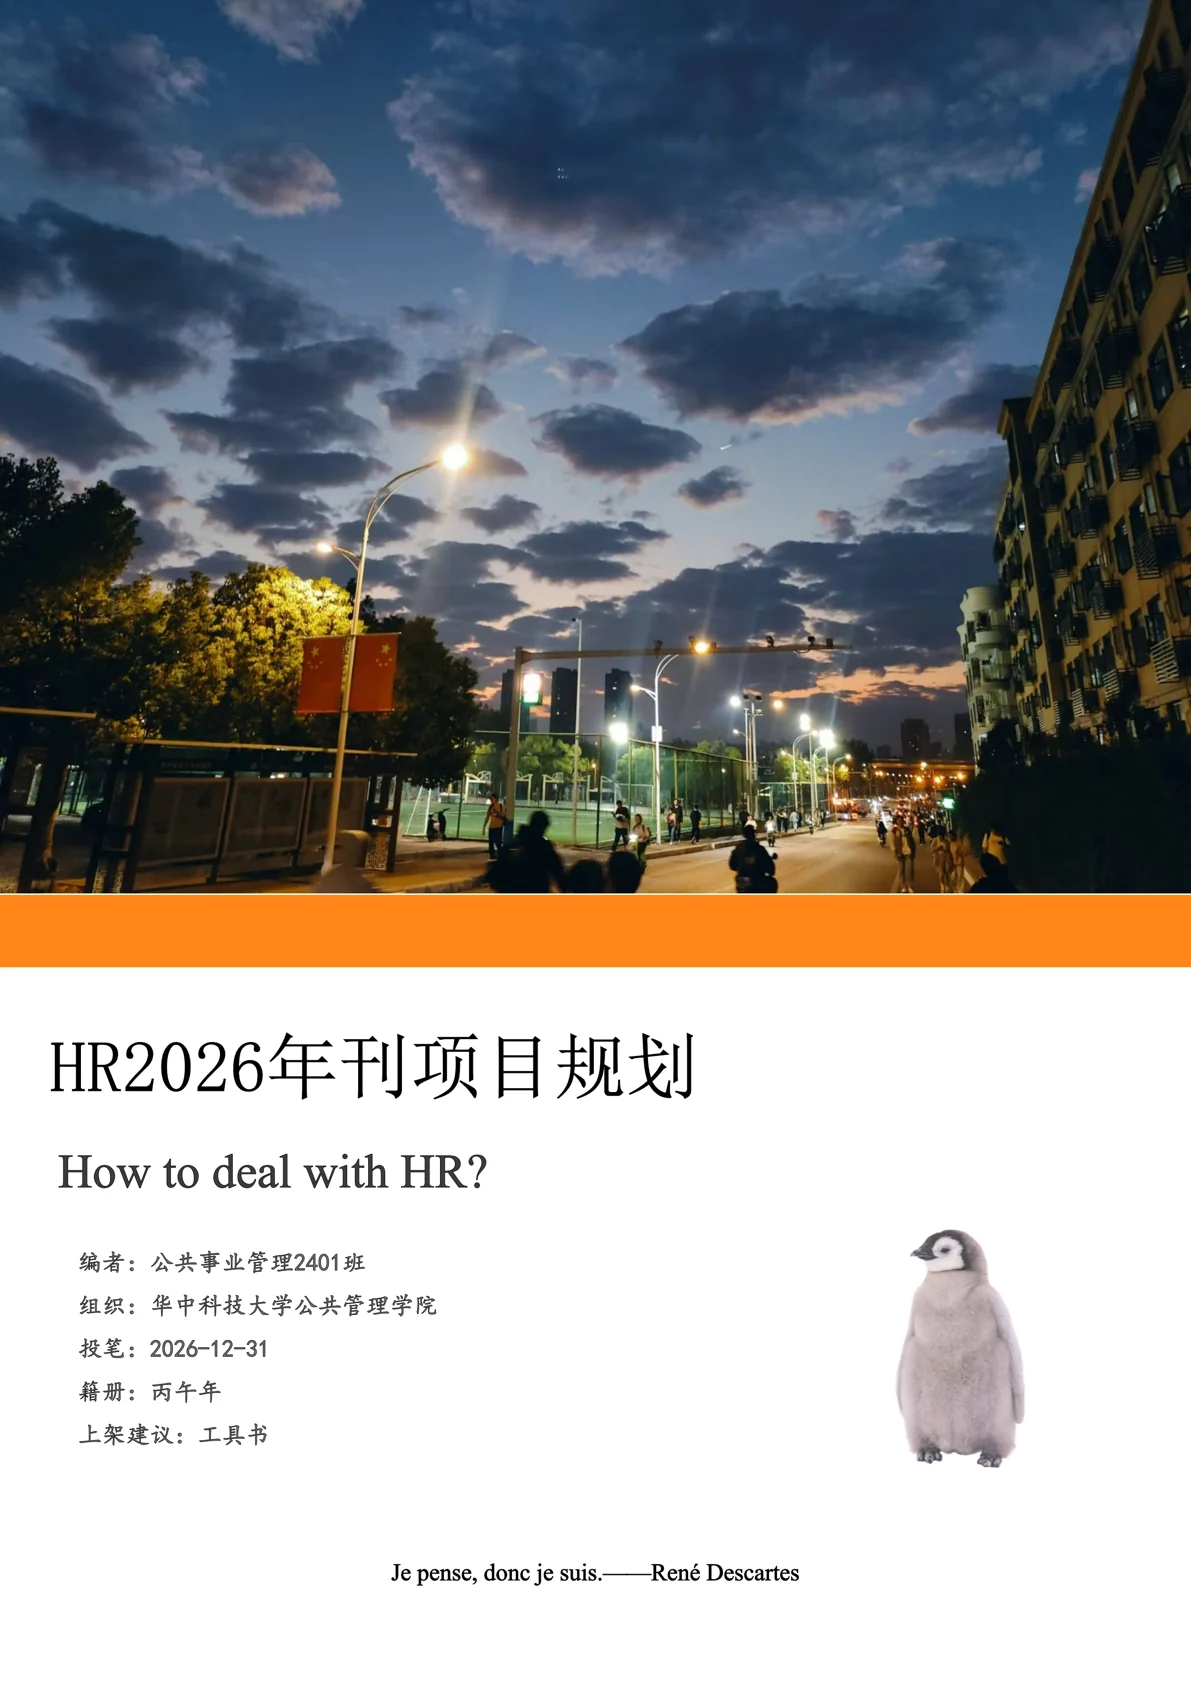 HR2026年刊项目规划
How to deal with HR?
编者：公共事业管理2401班
组织：华中科技大学公共管理学院
投笔：2026-12-31
籍册：丙午年
上架建议：工具书
Je pense, donc je suis.——René Descartes